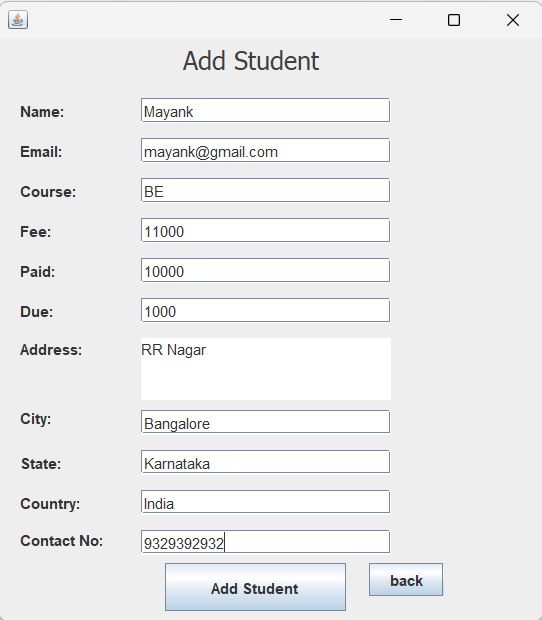 Add Student
Name: Mayank
Email: mayank@gmail.com
Course: BE
Fee: 11000
Paid: 10000
Due: 1000
Address: RR Nagar
City: Bangalore
State: Karnataka
Country: India
Contact No: 9329392932
Add Student back